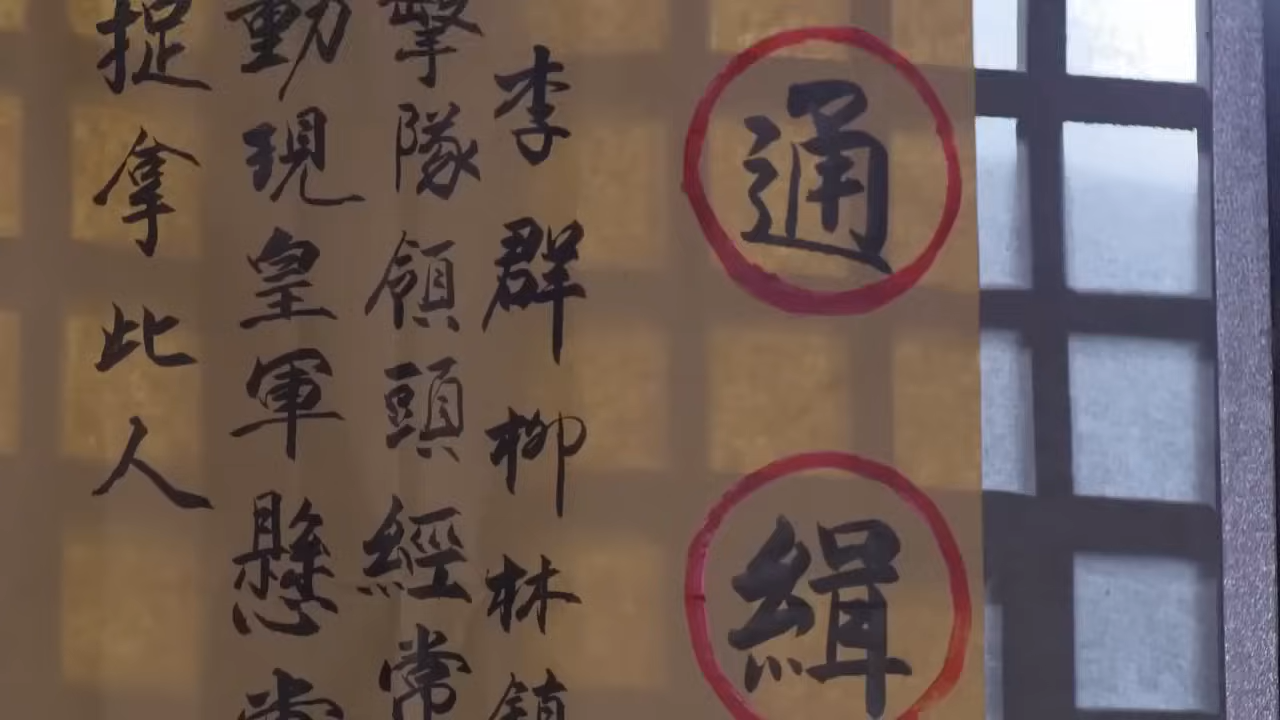 通緝
李群柳林鎮
擊隊領頭經常
動現皇軍懸賞
捉拿此人